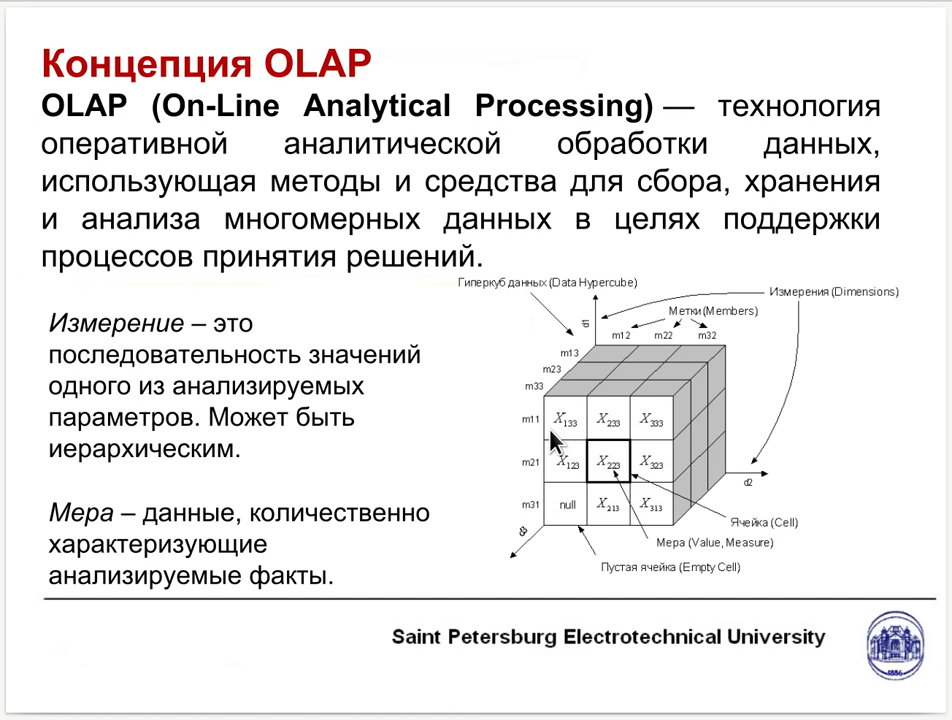 Концепция OLAP
OLAP (On-Line Analytical Processing) — технология
оперативной аналитической обработки данных,
использующая методы и средства для сбора, хранения
и анализа многомерных данных в целях поддержки
процессов принятия решений.
Измерение – это
последовательность значений
одного из анализируемых
параметров. Может быть
иерархическим.
Мера – данные, количественно
характеризующие
анализируемые факты.
Гиперкуб данных (Data Hypercube)
Измерения (Dimensions)
Метки (Members)
d1
m12 m22 m32
m13
m23
m33
m11 X133 X233 X333
m21 X123 X223 X323
m31 null X213 X313
d2
d3
Ячейка (Cell)
Мера (Value, Measure)
Пустая ячейка (Empty Cell)
Saint Petersburg Electrotechnical University
1886